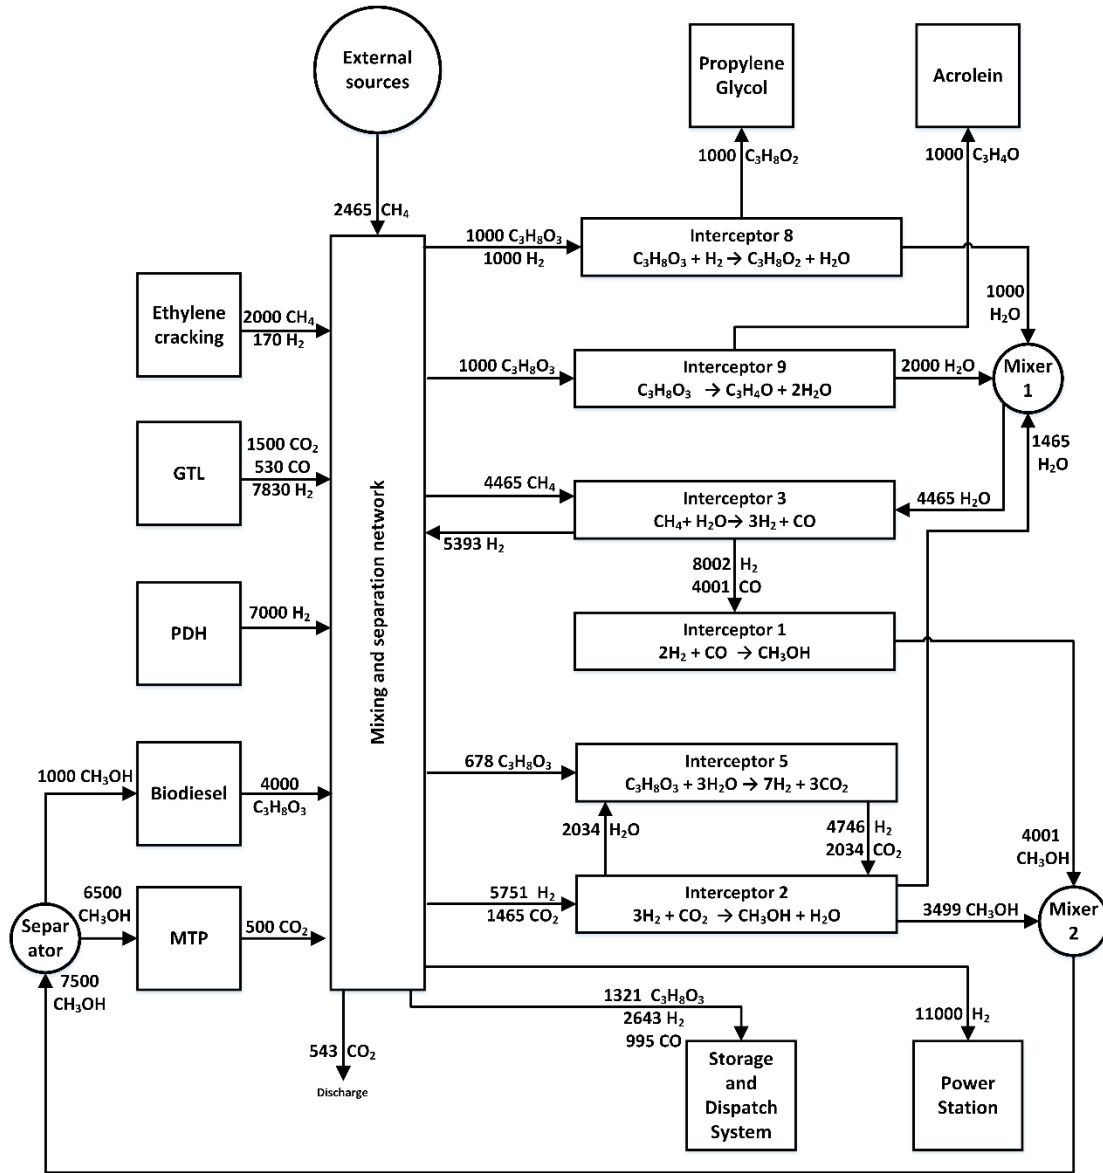 External
sources
Propylene
Glycol
Acrolein
1000 C₃H₈O₂
1000 C₃H₄O
2465 CH₄
1000 C₃H₈O₃
1000 H₂
Interceptor 8
C₃H₈O₃ + H₂ → C₃H₈O₂ + H₂O
1000
H₂O
Ethylene
cracking
2000 CH₄
170 H₂
1000 C₃H₈O₃
Interceptor 9
C₃H₈O₃ → C₃H₄O + 2H₂O
2000 H₂O
Mixer
1
GTL
1500 CO₂
530 CO
7830 H₂
Mixing and separation network
4465 CH₄
5393 H₂
Interceptor 3
CH₄+ H₂O→ 3H₂ + CO
4465 H₂O
1465
H₂O
8002 H₂
4001 CO
PDH
7000 H₂
Interceptor 1
2H₂ + CO → CH₃OH
1000 CH₃OH
Biodiesel
4000
C₃H₈O₃
678 C₃H₈O₃
Interceptor 5
C₃H₈O₃ + 3H₂O → 7H₂ + 3CO₂
2034 H₂O
4746 H₂
2034 CO₂
4001
CH₃OH
6500
CH₃OH
Separ
ator
MTP
500 CO₂
5751 H₂
1465 CO₂
Interceptor 2
3H₂ + CO₂ → CH₃OH + H₂O
3499 CH₃OH
Mixer
2
7500
CH₃OH
543 CO₂
Discharge
1321 C₃H₈O₃
2643 H₂
995 CO
11000 H₂
Storage
and
Dispatch
System
Power
Station